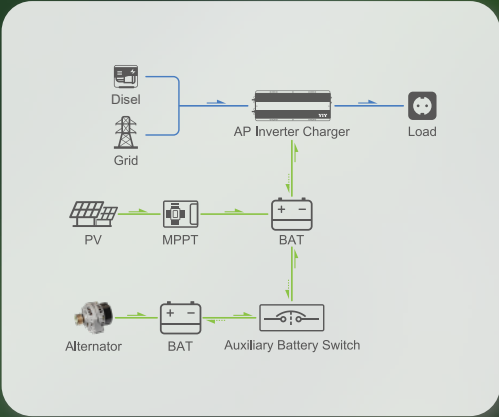 Disel
AP Inverter Charger
Load
Grid
PV
MPPT
BAT
Alternator
BAT
Auxiliary Battery Switch